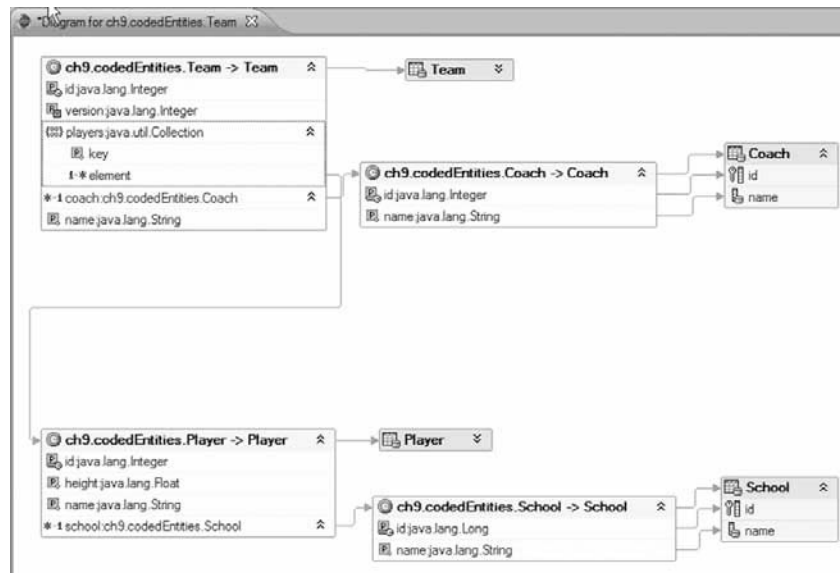 *Diagram for ch9.codedEntities.Team
ch9.codedEntities.Team -> Team
id:java.lang.Integer
version:java.lang.Integer
players:java.util.Collection
key
1-* element
*-1 coach:ch9.codedEntities.Coach
name:java.lang.String
Team
ch9.codedEntities.Coach -> Coach
id:java.lang.Integer
name:java.lang.String
Coach
id
name
ch9.codedEntities.Player -> Player
id:java.lang.Integer
height:java.lang.Float
name:java.lang.String
*-1 school:ch9.codedEntities.School
Player
ch9.codedEntities.School -> School
id:java.lang.Long
name:java.lang.String
School
id
name